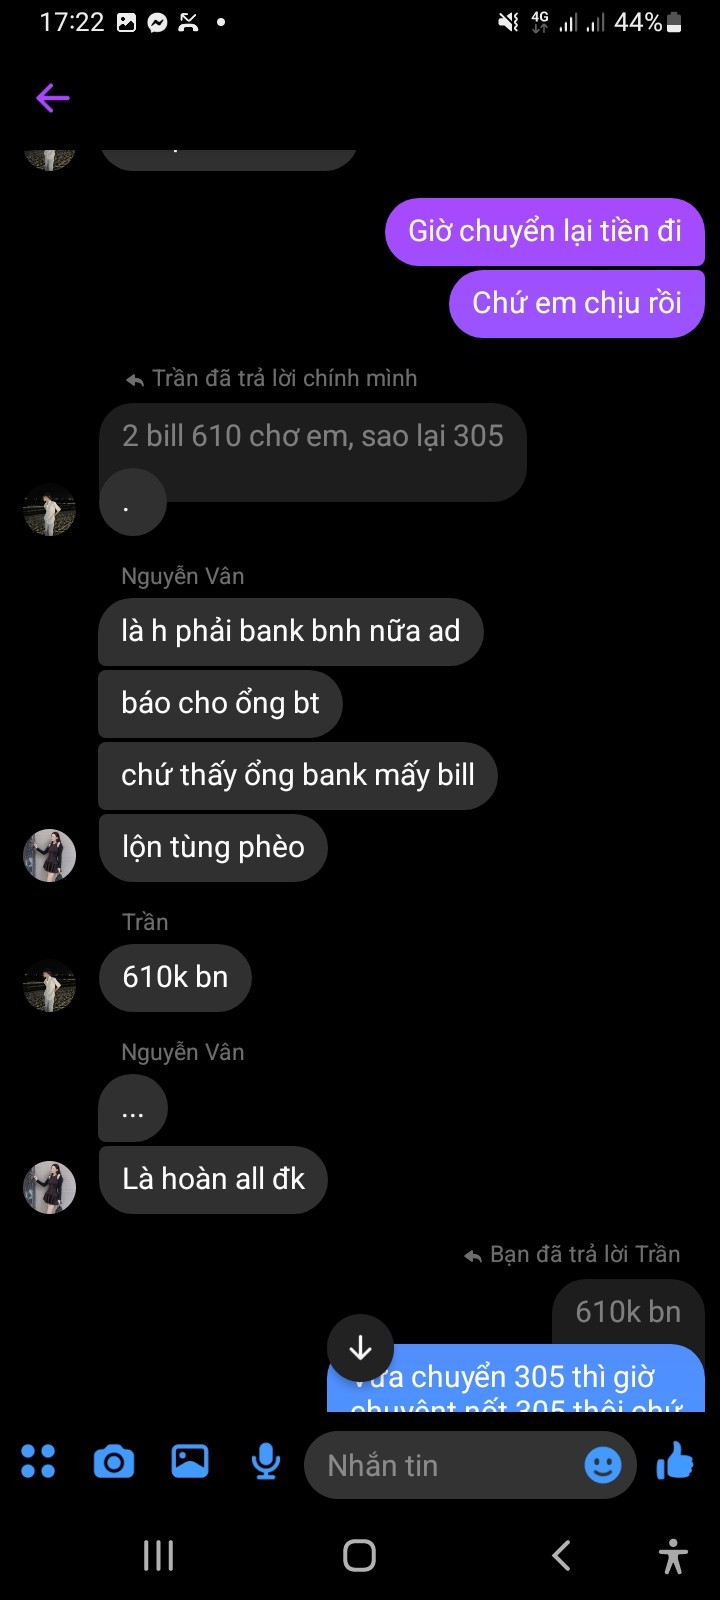 17:22
4G
44%
Giờ chuyển lại tiền đi
Chứ em chịu rồi
Trần đã trả lời chính mình
2 bill 610 chơ em, sao lại 305
.
Nguyễn Vân
là h phải bank bnh nữa ad
báo cho ổng bt
chứ thấy ổng bank mấy bill
lộn tùng phèo
Trần
610k bn
Nguyễn Vân
...
Là hoàn all đk
Bạn đã trả lời Trần
610k bn
chuyển 305 thì giờ
305 thôi chứ
Nhắn tin